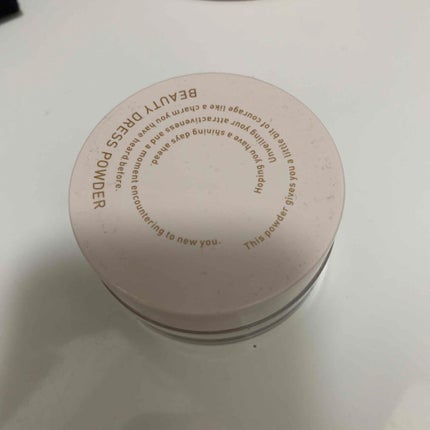 BEAUTY DRESS POWDER
This powder gives you a little bit of courage like a charm you have heard before.
Unveiling your attractiveness and a moment encountering to new you.
Hoping you have a shining days ahead